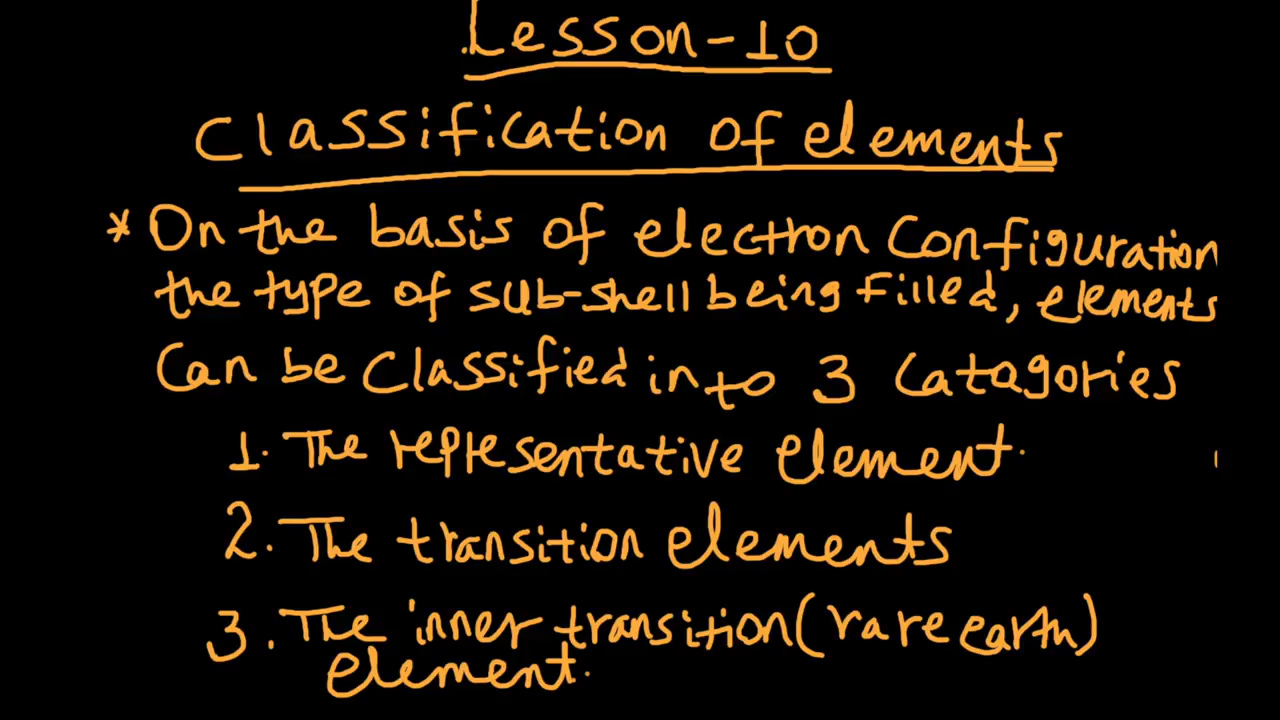 Lesson-10
Classification of elements
* On the basis of electron Configuration
the type of sub-shell being filled, elements
Can be Classified into 3 Catagories
1. The representative element.
2. The transition elements
3. The inner transition (rare earth)
element.